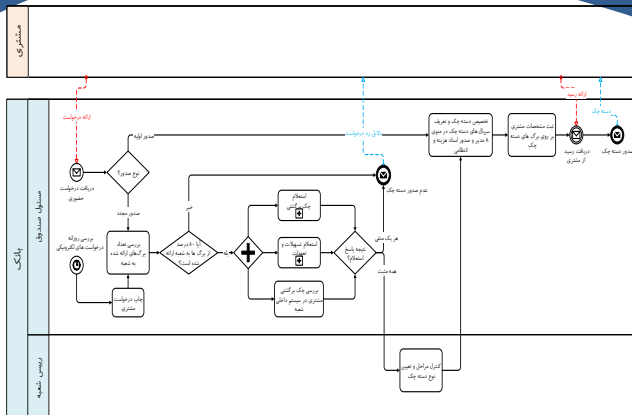 مشتری
بانک
مسئول صندوق
رییس شعبه
ارائه درخواست
دریافت درخواست
حضوری
نوع صدور؟
صدور اولیه
صدور مجدد
بررسی روزانه
درخواست های الکترونیکی
چاپ درخواست
مشتری
بررسی تعداد
برگ‌های ارائه شده
به شعبه
آیا ۸۰ درصد
از برگ ها به شعبه ارائه
شده است؟
خیر
بله
استعلام
چک برگشتی
استعلام تسهیلات و
تعهدات
بررسی چک برگشتی
مشتری در سیستم داخلی
شعبه
نتیجه پاسخ
استعلام؟
هر یک منفی
همه مثبت
دلایل رد درخواست
عدم صدور دسته چک
کنترل مراحل و تعیین
نوع دسته چک
تخصیص دسته چک و تعریف
سریال های دسته چک در منوی
۸ مدیر و صدور اسناد هزینه و
انتظامی
ثبت مشخصات مشتری
بر روی برگ های دسته
چک
ارائه رسید
دریافت رسید
از مشتری
دسته چک
صدور دسته چک